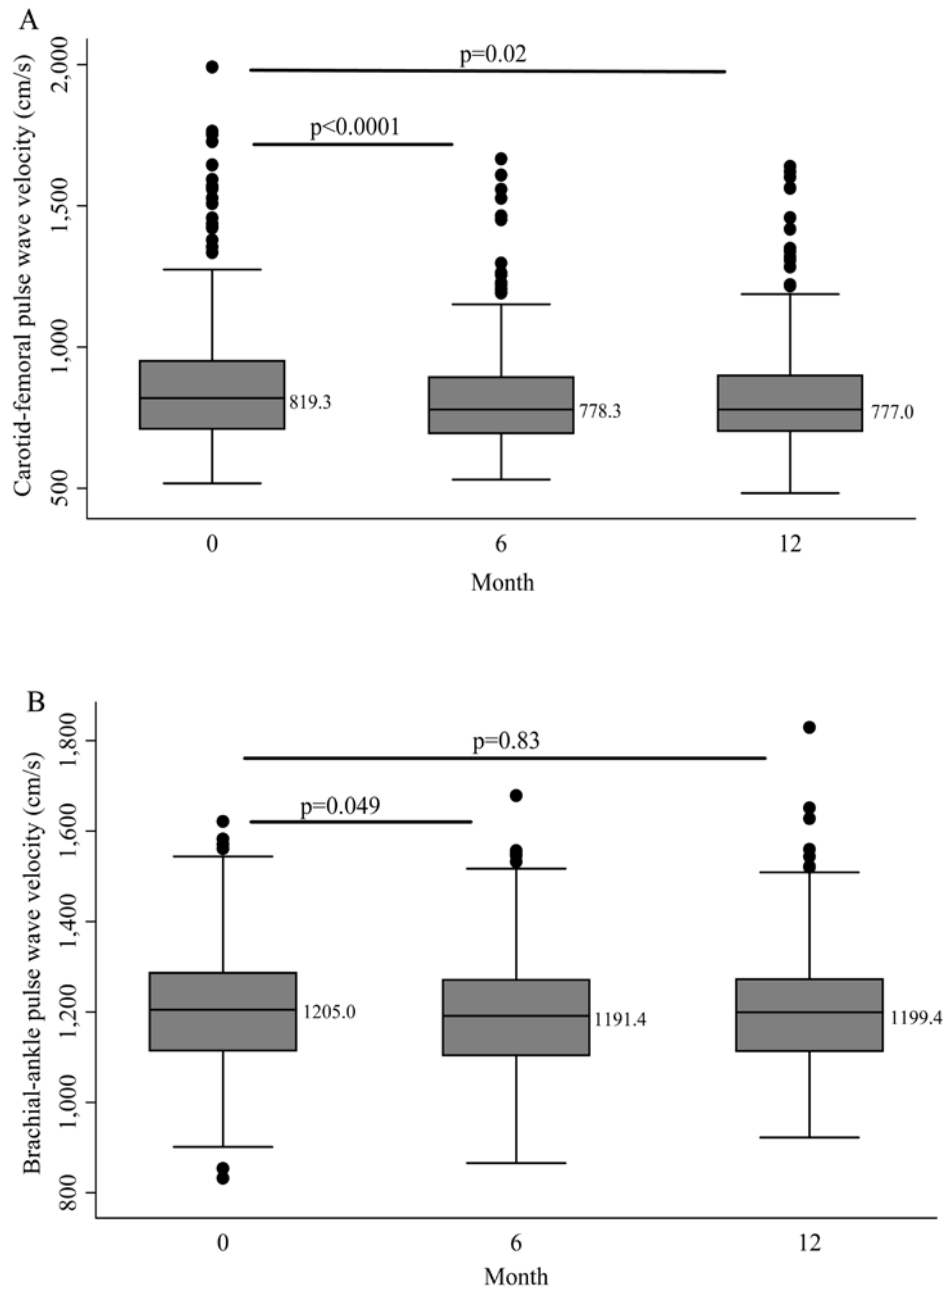 A
Carotid-femoral pulse wave velocity (cm/s)
2,000
1,500
1,000
500
p=0.02
p<0.0001
819.3
778.3
777.0
0
6
12
Month
B
Brachial-ankle pulse wave velocity (cm/s)
1,800
1,600
1,400
1,200
1,000
800
p=0.83
p=0.049
1205.0
1191.4
1199.4
0
6
12
Month